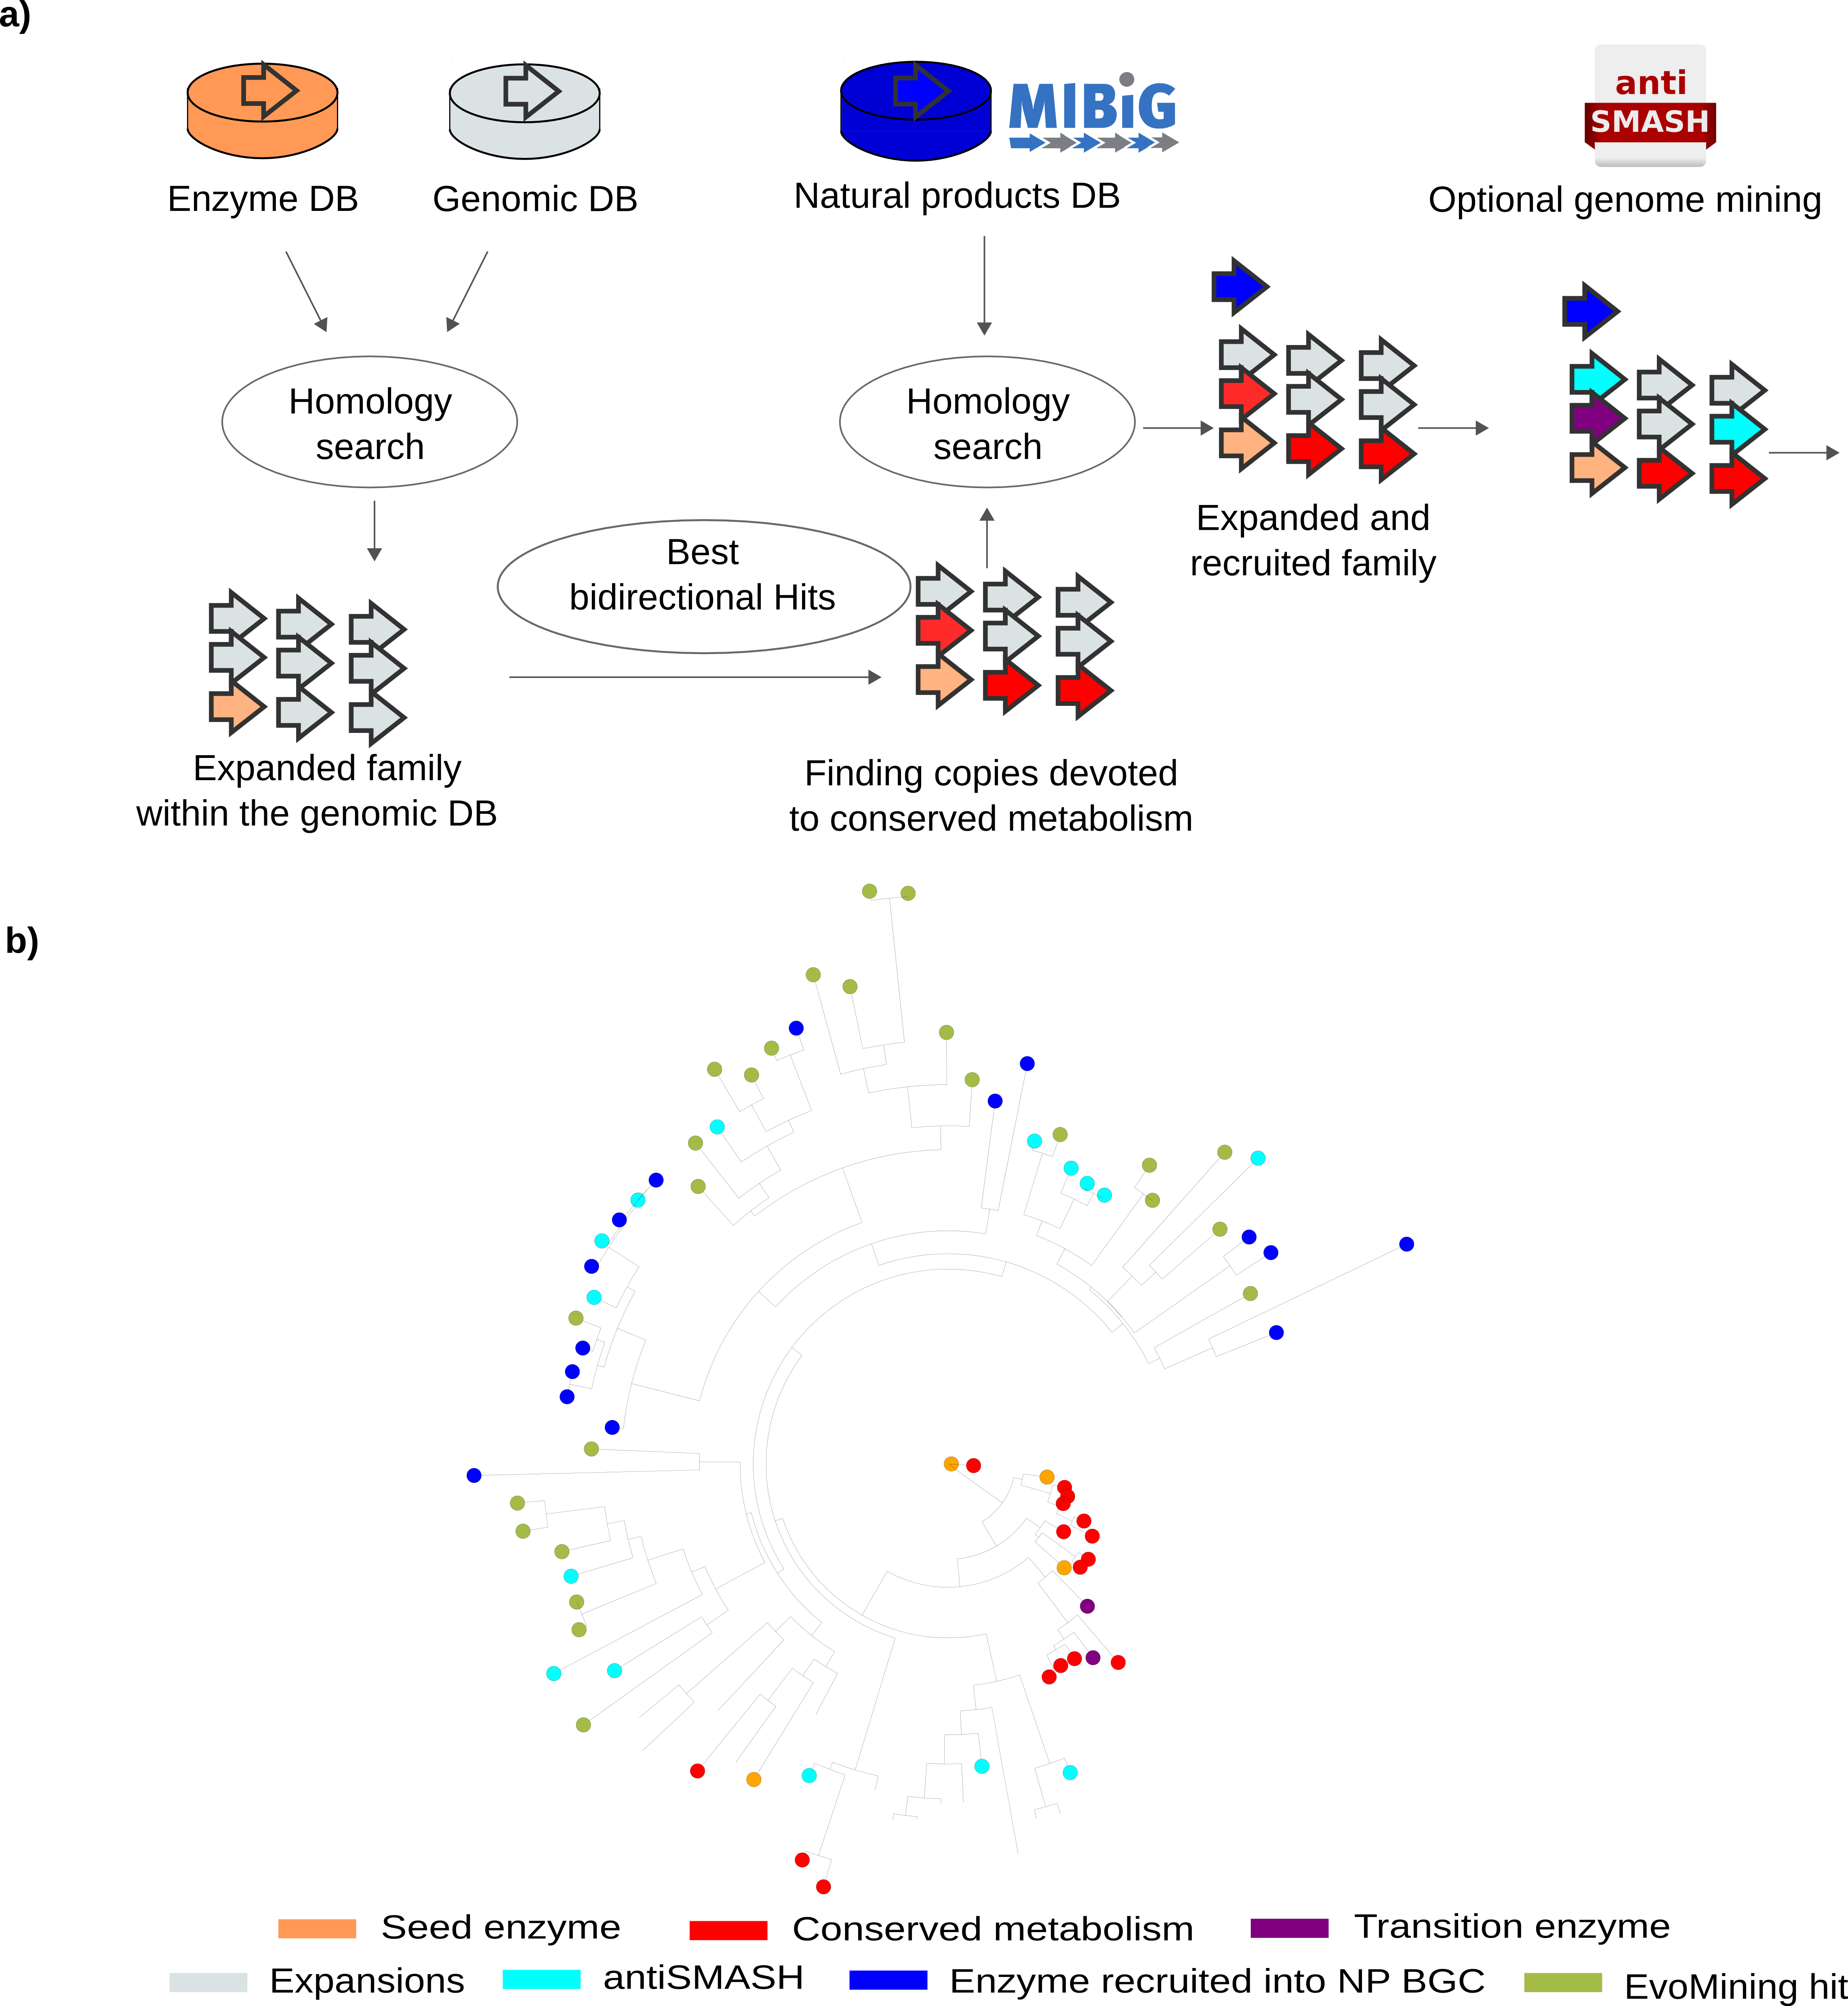 a)
MIBiG
anti
SMASH
Enzyme DB
Genomic DB
Natural products DB
Optional genome mining
Homology
search
Homology
search
Best
bidirectional Hits
Expanded and
recruited family
Expanded family
within the genomic DB
Finding copies devoted
to conserved metabolism
b)
Seed enzyme
Conserved metabolism
Transition enzyme
Expansions
antiSMASH
Enzyme recruited into NP BGC
EvoMining hit